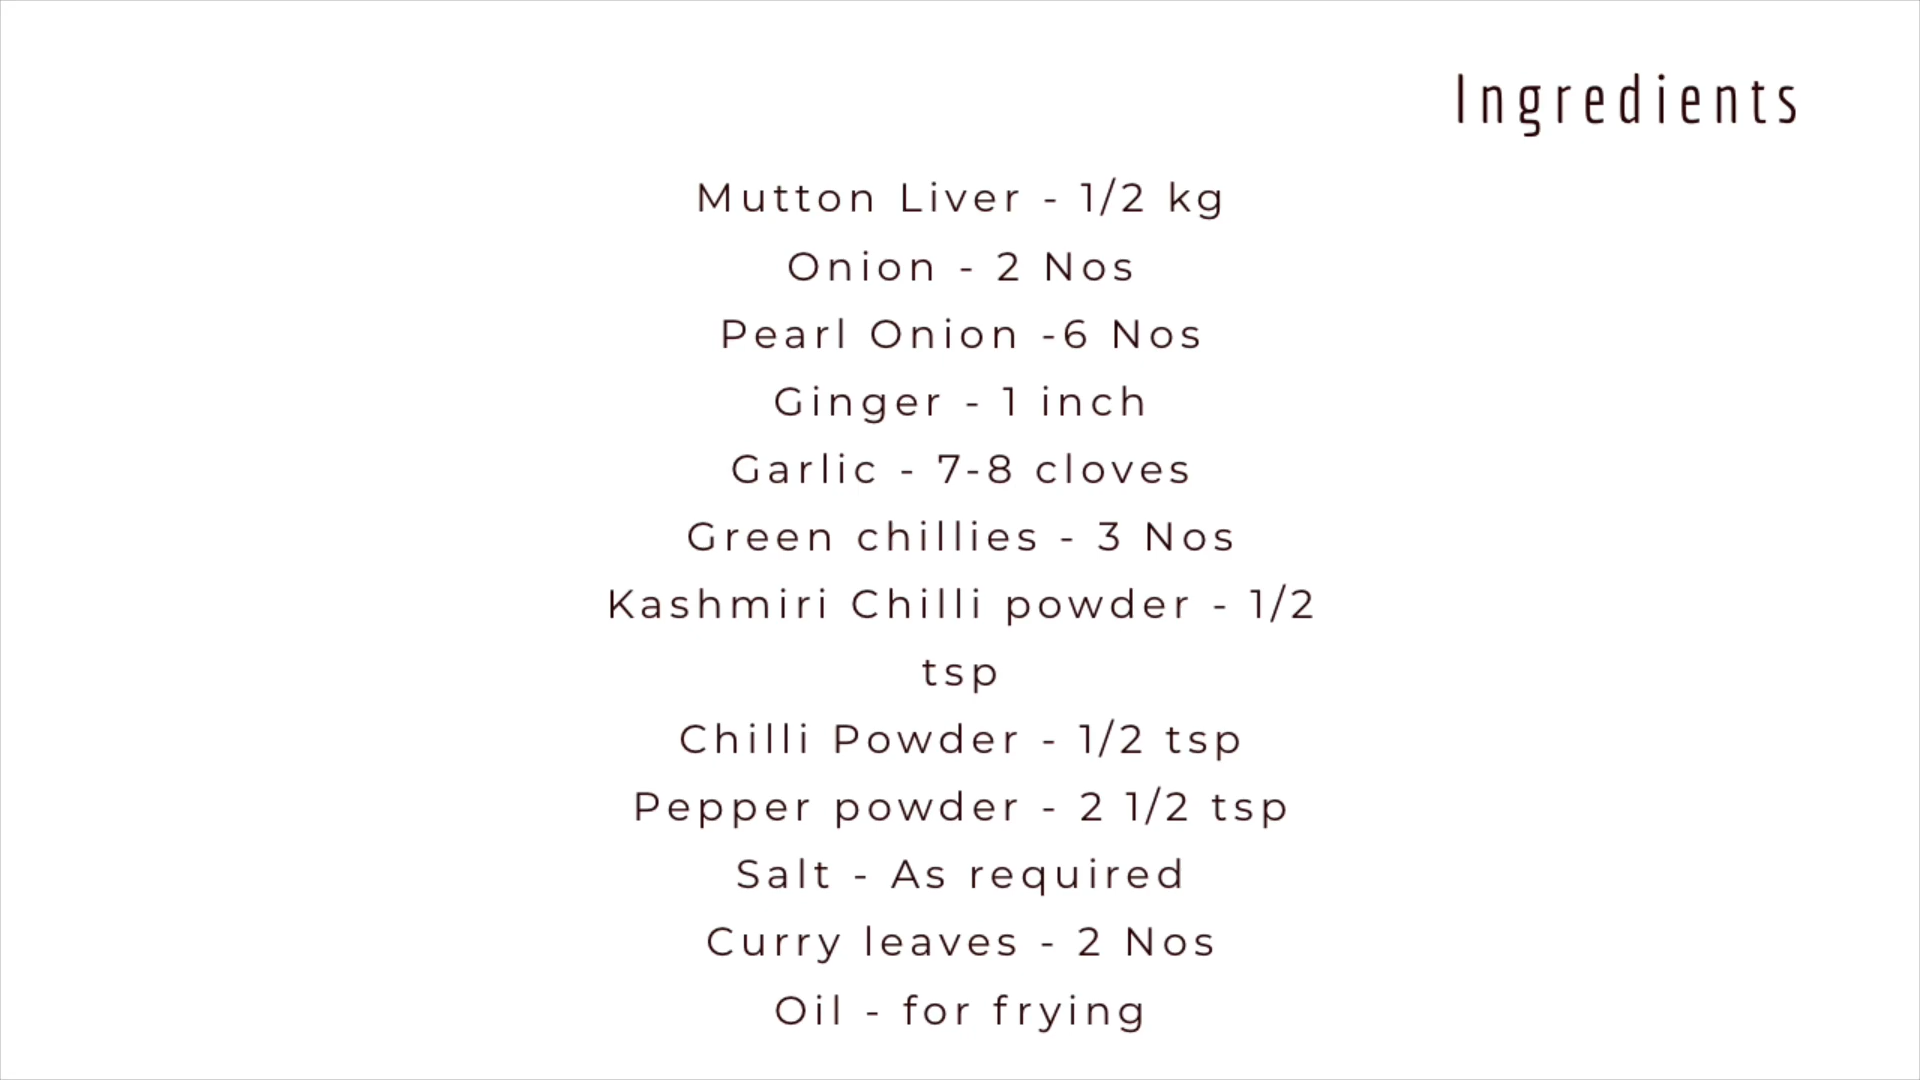 Ingredients
Mutton Liver - 1/2 kg
Onion - 2 Nos
Pearl Onion -6 Nos
Ginger - 1 inch
Garlic - 7-8 cloves
Green chillies - 3 Nos
Kashmiri Chilli powder - 1/2
tsp
Chilli Powder - 1/2 tsp
Pepper powder - 2 1/2 tsp
Salt - As required
Curry leaves - 2 Nos
Oil - for frying